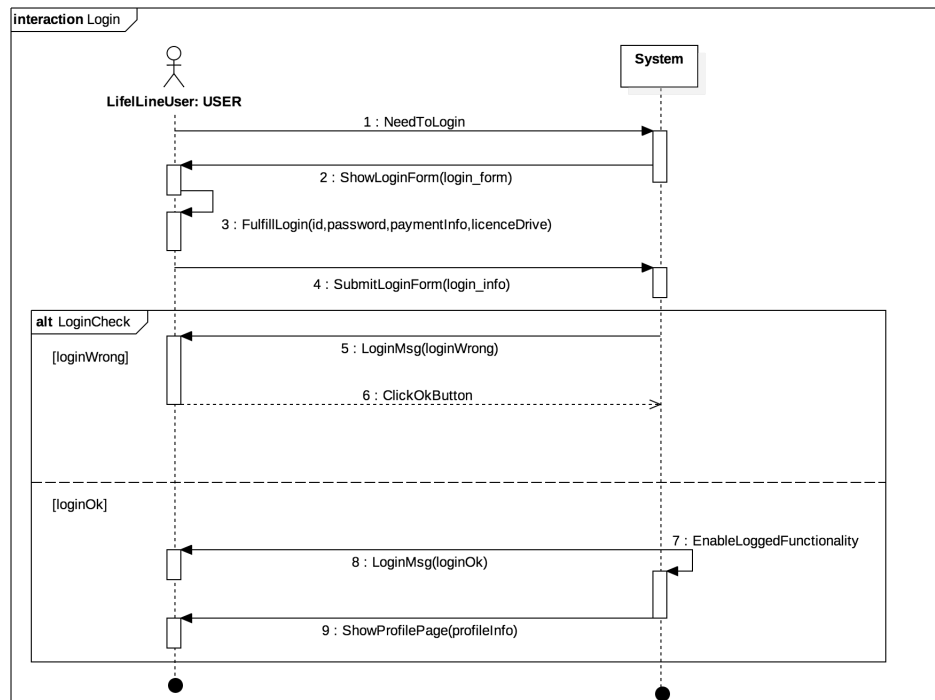 interaction Login
System
LifelLineUser: USER
1 : NeedToLogin
2 : ShowLoginForm(login_form)
3 : FulfillLogin(id,password,paymentInfo,licenceDrive)
4 : SubmitLoginForm(login_info)
alt LoginCheck
5 : LoginMsg(loginWrong)
[loginWrong]
6 : ClickOkButton
[loginOk]
7 : EnableLoggedFunctionality
8 : LoginMsg(loginOk)
9 : ShowProfilePage(profileInfo)